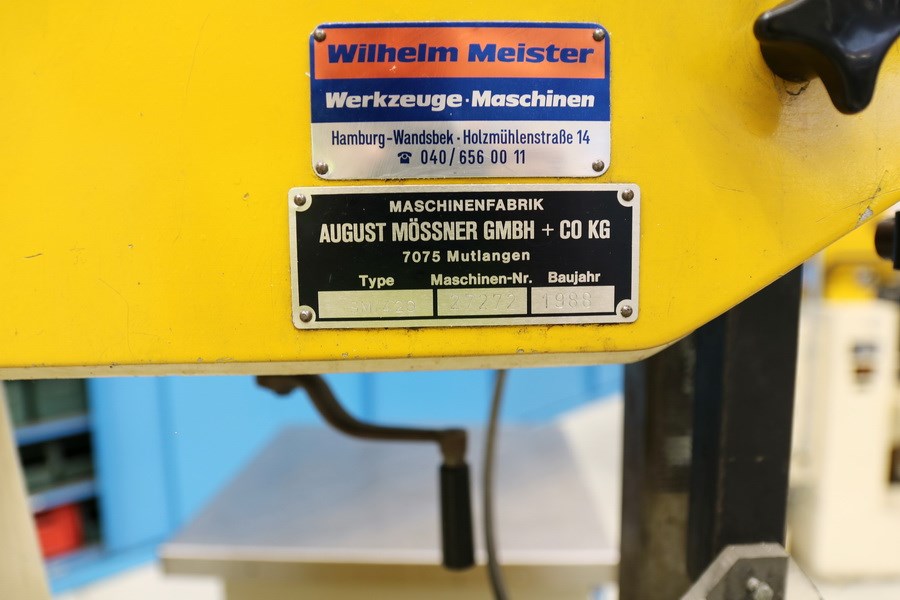 Wilhelm Meister
Werkzeuge · Maschinen
Hamburg-Wandsbek · Holzmühlenstraße 14
☎ 040/656 00 11
MASCHINENFABRIK
AUGUST MÖSSNER GMBH + CO KG
7075 Mutlangen
Type Maschinen-Nr. Baujahr
1988